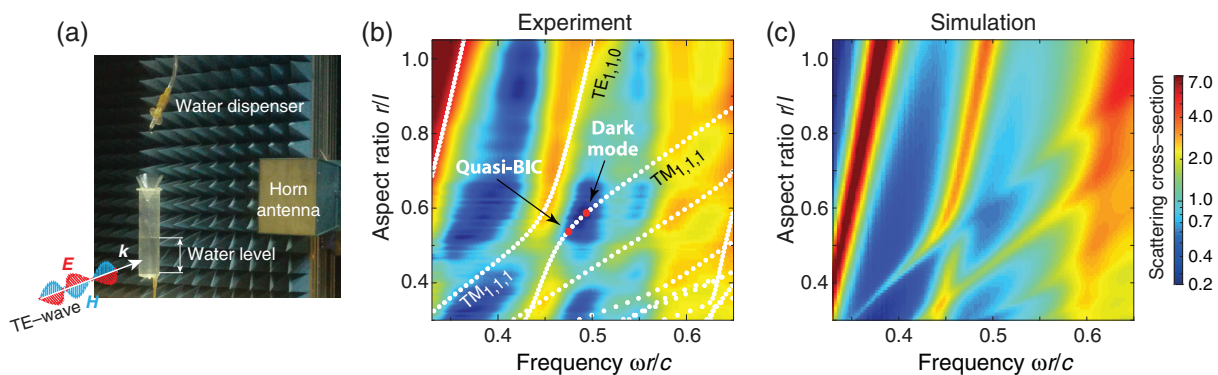 (a)
Water dispenser
Horn
antenna
Water level
k
E
H
TE–wave
(b)
Experiment
Aspect ratio r/l
1.0
0.8
0.6
0.4
TE1,1,0
Dark
mode
Quasi-BIC
TM1,1,1
TM1,1,1
0.4
0.5
0.6
Frequency ωr/c
(c)
Simulation
Aspect ratio r/l
1.0
0.8
0.6
0.4
0.4
0.5
0.6
Frequency ωr/c
Scattering cross–section
7.0
4.0
2.0
1.2
0.7
0.4
0.2